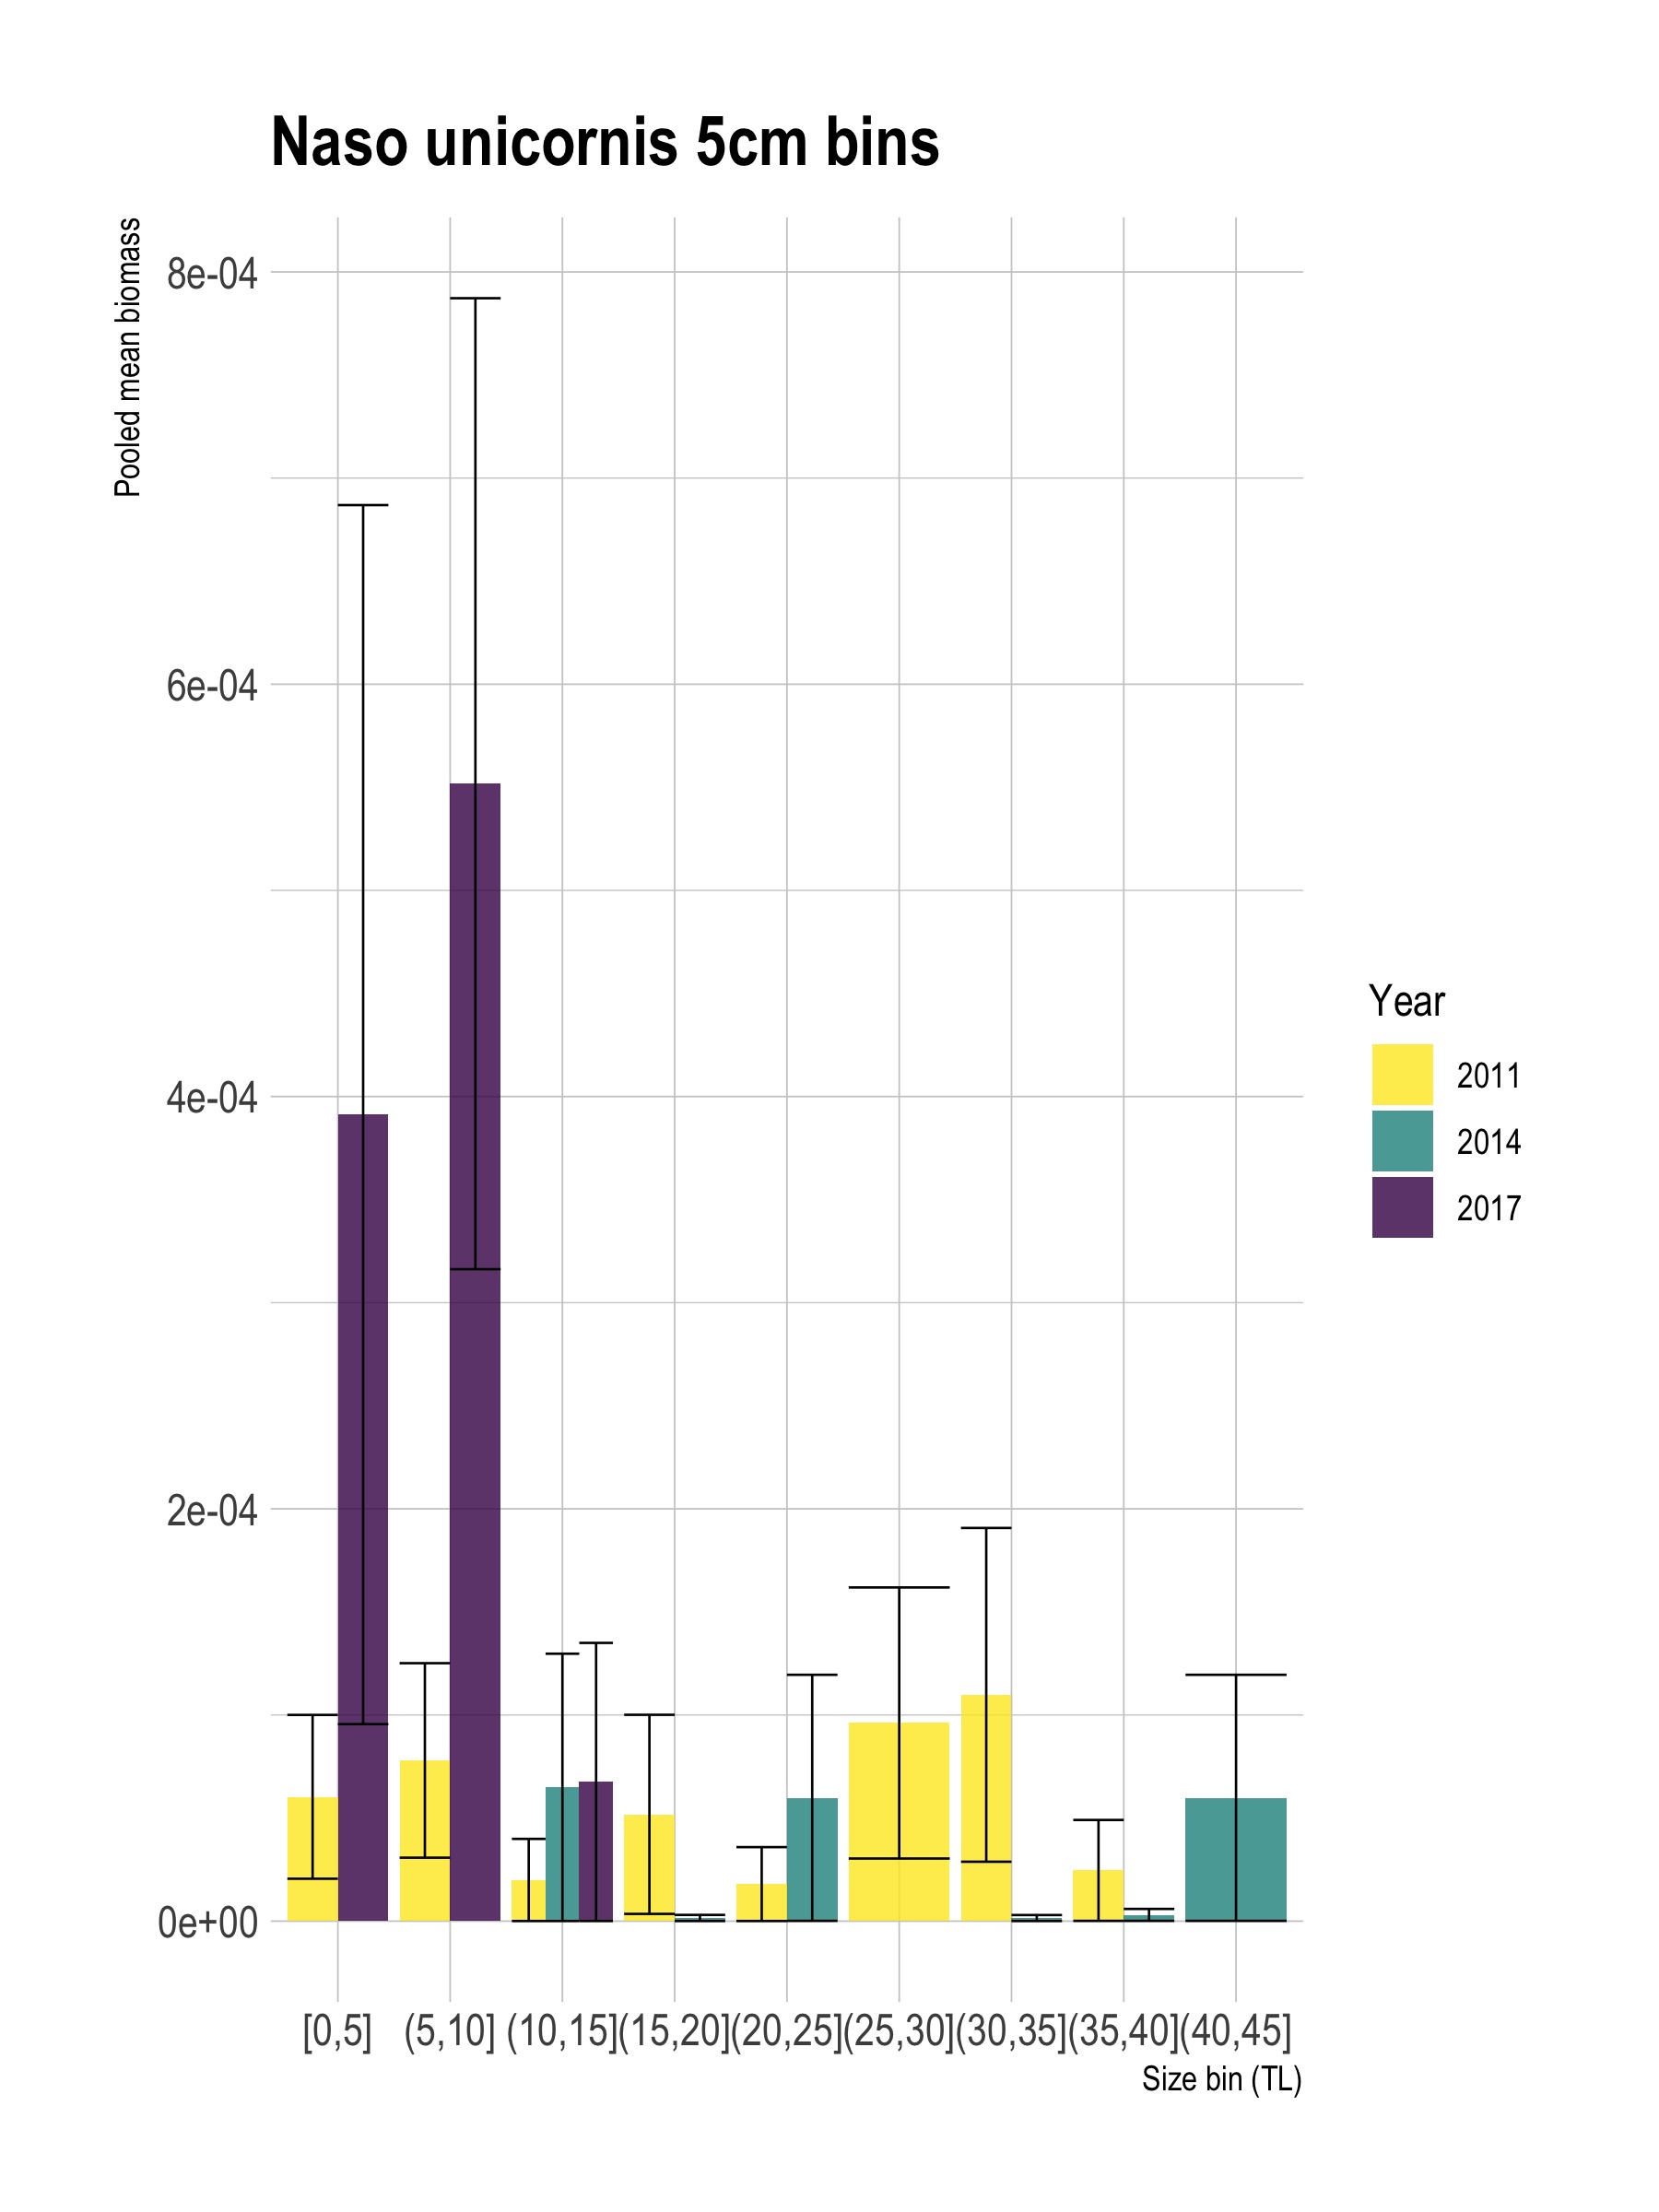 Naso unicornis 5cm bins
Pooled mean biomass
8e-04
6e-04
4e-04
2e-04
0e+00
[0,5] (5,10] (10,15] (15,20] (20,25] (25,30] (30,35] (35,40] (40,45]
Size bin (TL)
Year
2011
2014
2017